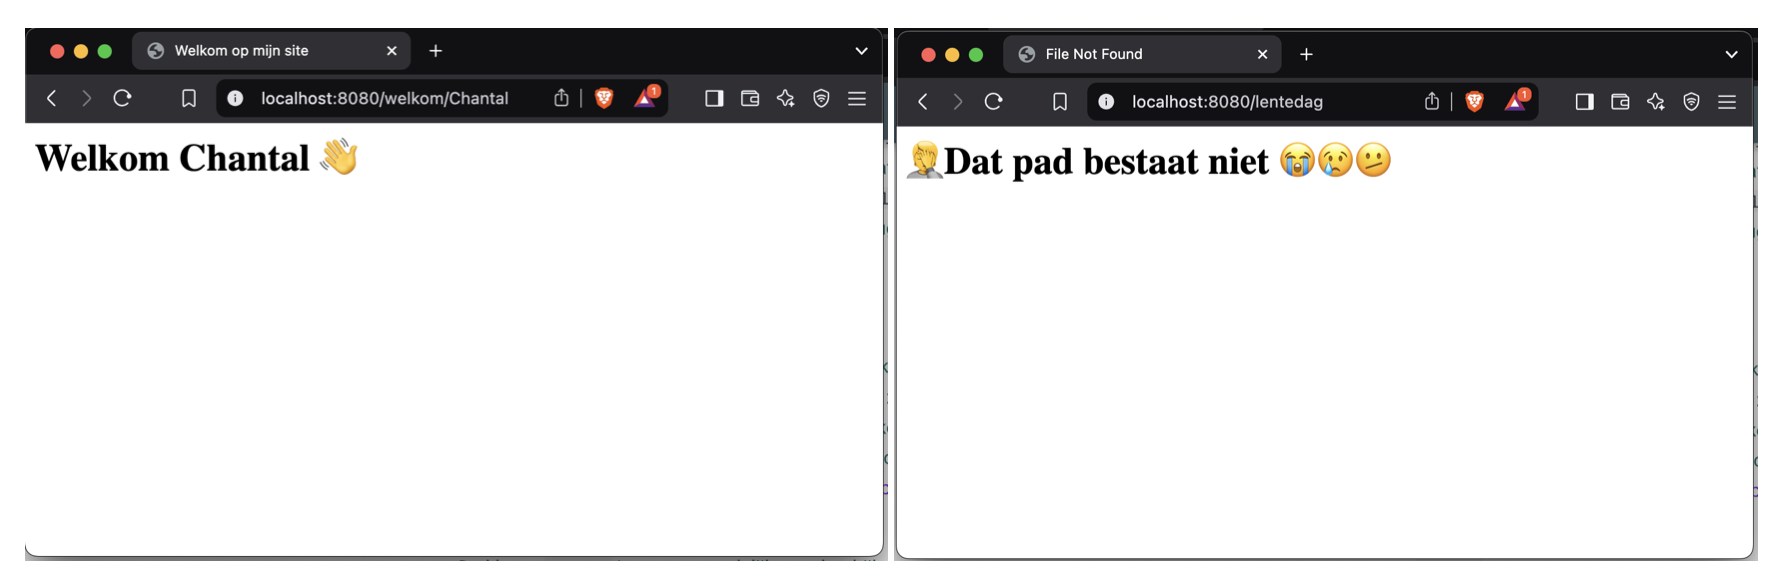 Welkom op mijn site
localhost:8080/welkom/Chantal
1
Welkom Chantal 👋
File Not Found
localhost:8080/lentedag
1
🤦Dat pad bestaat niet 😭😢🫤